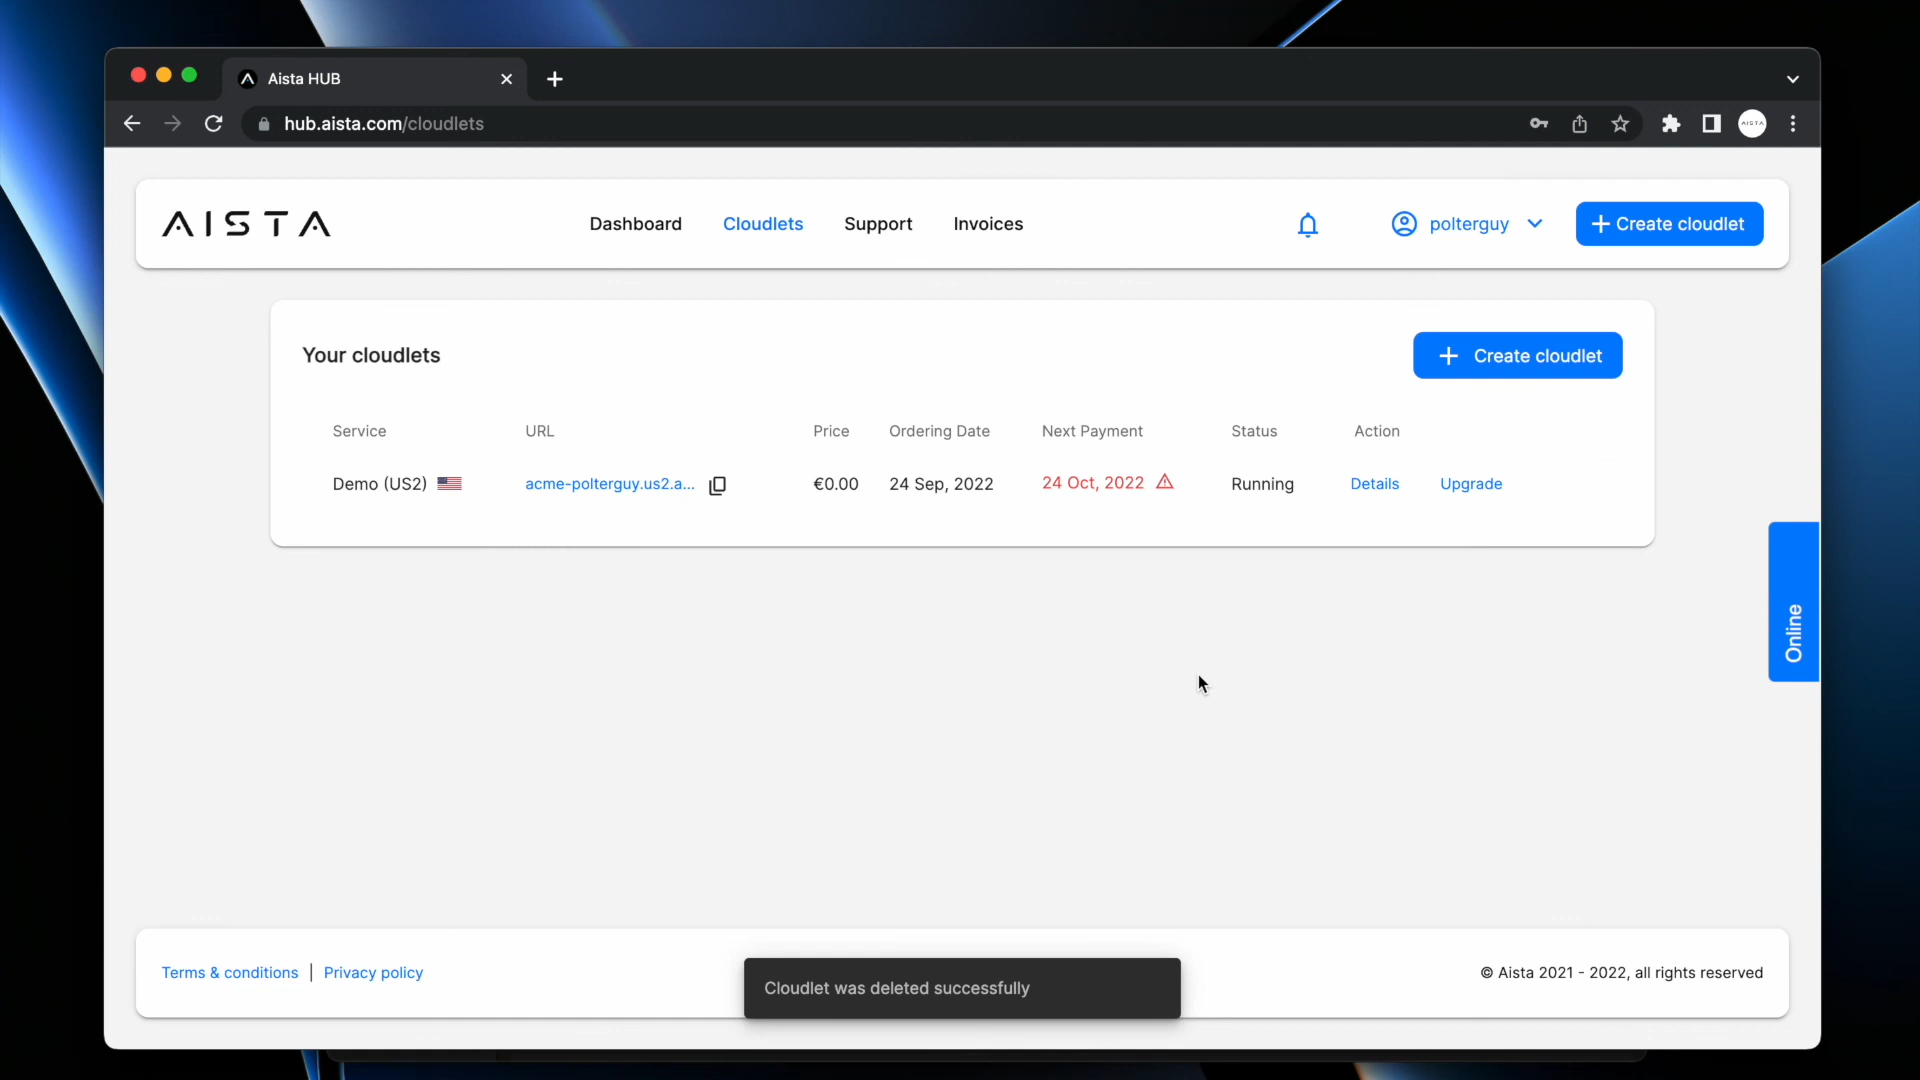 Aista HUB
hub.aista.com/cloudlets
AISTA
AISTA Dashboard Cloudlets Support Invoices polterguy + Create cloudlet
Your cloudlets + Create cloudlet
Service URL Price Ordering Date Next Payment Status Action
Demo (US2) acme-polterguy.us2.a... €0.00 24 Sep, 2022 24 Oct, 2022 Running Details Upgrade
Online
Terms & conditions | Privacy policy © Aista 2021 - 2022, all rights reserved
Cloudlet was deleted successfully